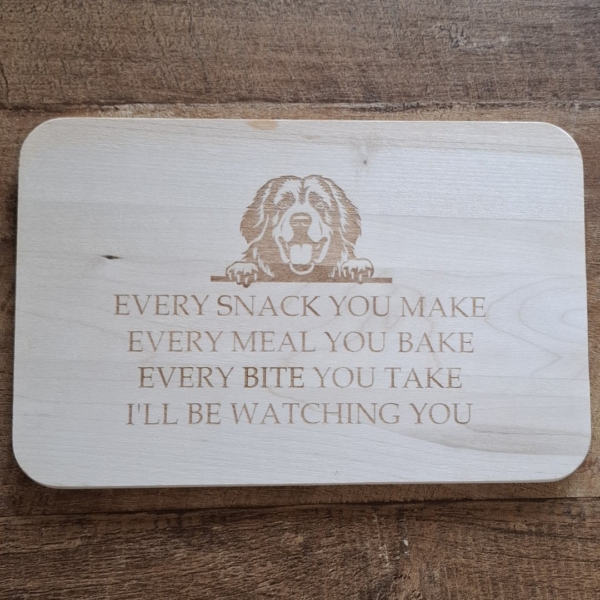 EVERY SNACK YOU MAKE
EVERY MEAL YOU BAKE
EVERY BITE YOU TAKE
I'LL BE WATCHING YOU